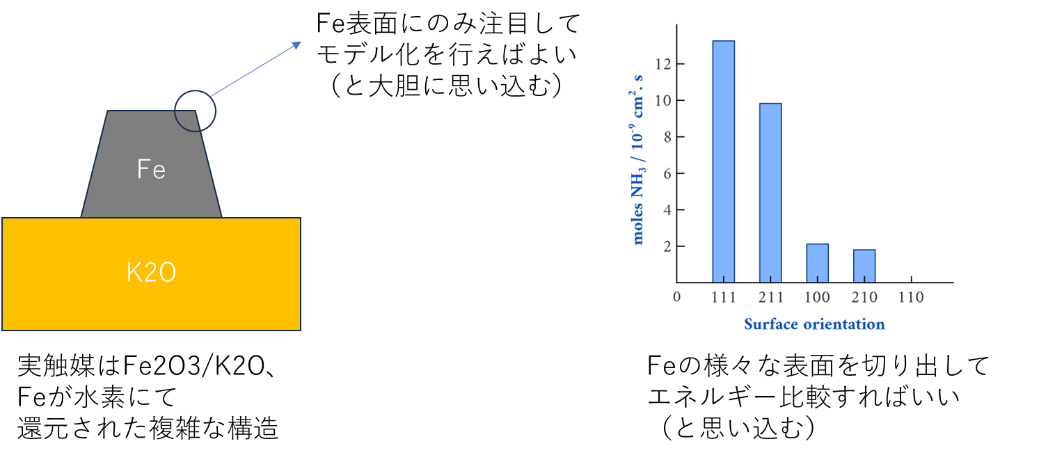 Fe表面にのみ注目して
モデル化を行えばよい
（と大胆に思い込む）
Fe
K2O
実触媒はFe2O3/K2O、
Feが水素にて
還元された複雑な構造
moles NH₃ / 10⁻⁹ cm². s
12
10
8
6
4
2
0 111 211 100 210 110
Surface orientation
Feの様々な表面を切り出して
エネルギー比較すればいい
（と思い込む）